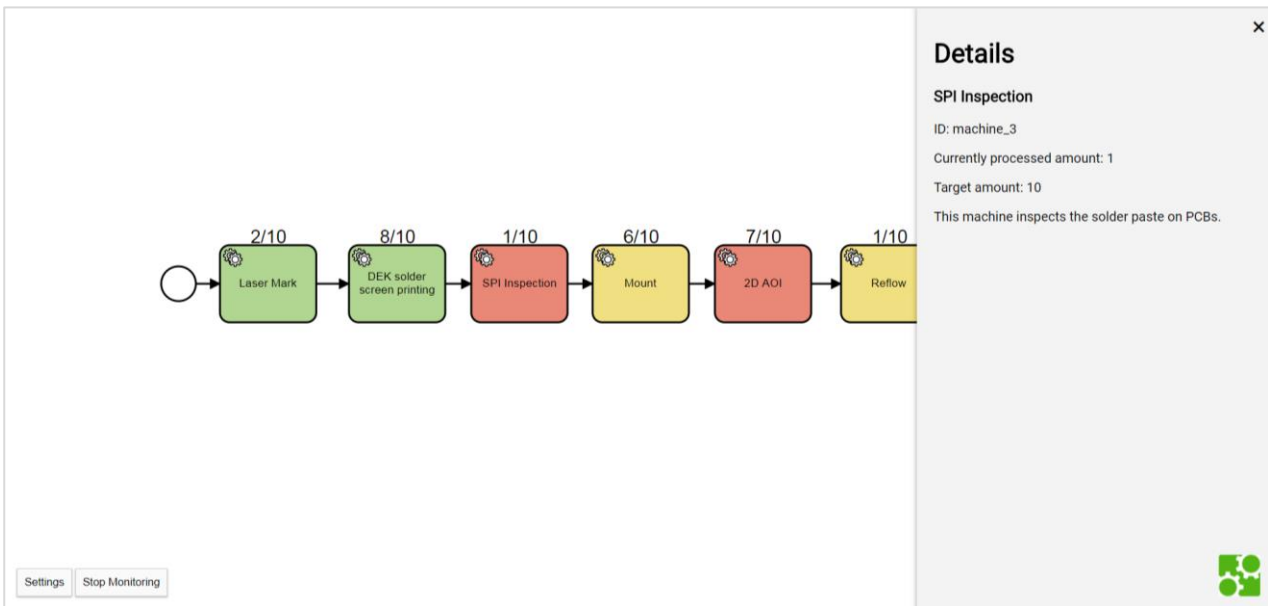 ×
Details
SPI Inspection
ID: machine_3
Currently processed amount: 1
Target amount: 10
This machine inspects the solder paste on PCBs.
2/10
8/10
1/10
6/10
7/10
1/10
Laser Mark
DEK solder
screen printing
SPI Inspection
Mount
2D AOI
Reflow
Settings
Stop Monitoring